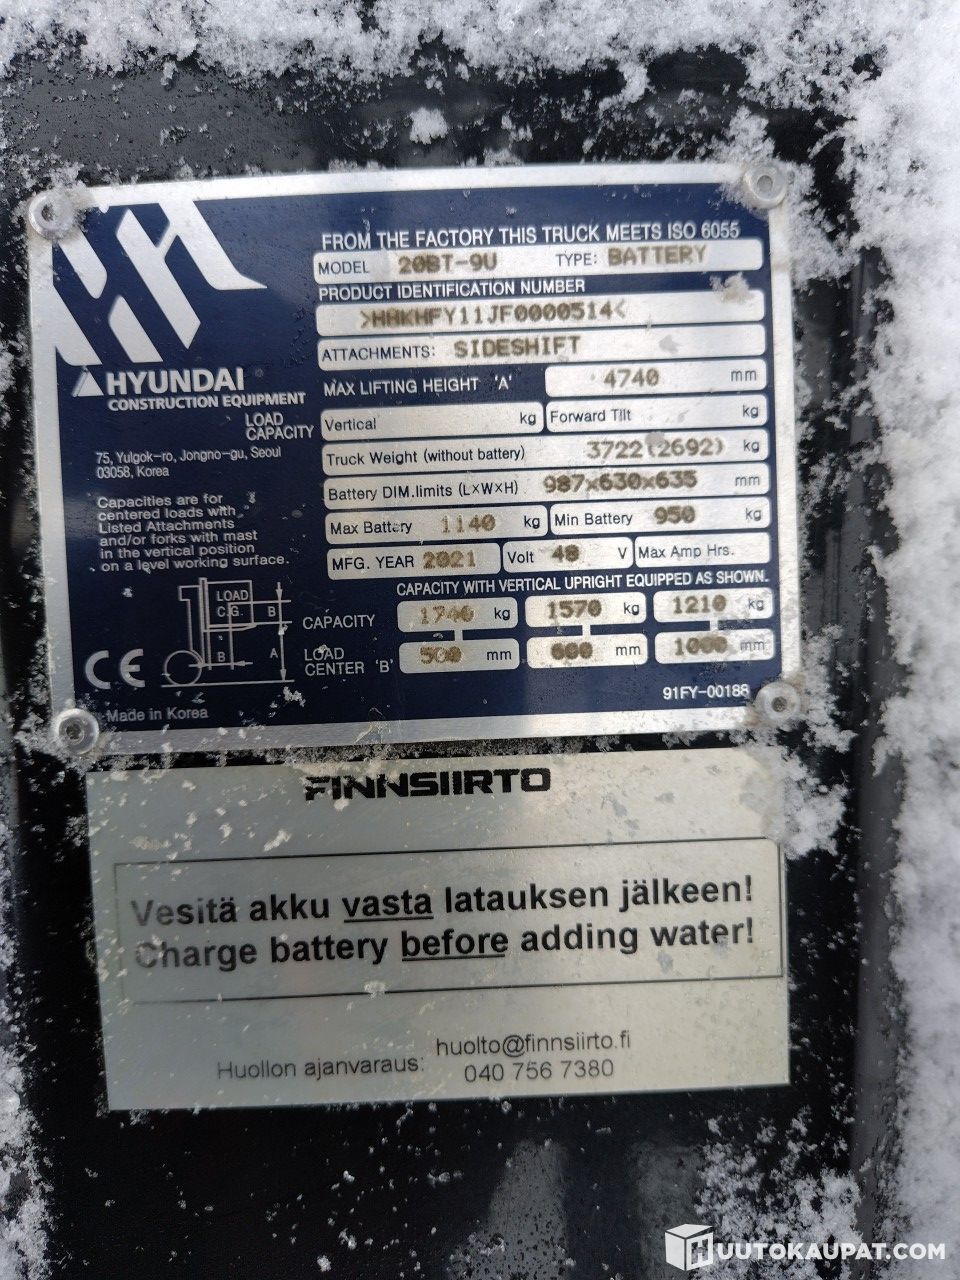 FROM THE FACTORY THIS TRUCK MEETS ISO 6055
MODEL 20BT-9U TYPE: BATTERY
PRODUCT IDENTIFICATION NUMBER
>HHKHFY11JF0000514<
ATTACHMENTS: SIDESHIFT
HYUNDAI
CONSTRUCTION EQUIPMENT
MAX LIFTING HEIGHT 'A' 4740 mm
LOAD
CAPACITY
Vertical kg Forward Tilt kg
75, Yulgok-ro, Jongno-gu, Seoul
03058, Korea
Truck Weight (without battery) 3722(2692) kg
Battery DIM.limits (L×W×H) 987×630×635 mm
Capacities are for
centered loads with
Listed Attachments
and/or forks with mast
in the vertical position
on a level working surface.
Max Battery 1140 kg Min Battery 950 kg
MFG. YEAR 2021 Volt 48 V Max Amp Hrs.
CAPACITY WITH VERTICAL UPRIGHT EQUIPPED AS SHOWN.
LOAD
C.G. B
B A
CAPACITY 1740 kg 1570 kg 1210 kg
LOAD
CENTER 'B' 500 mm 600 mm 1000 mm
CE
Made in Korea
91FY-00188
FINNSIIRTO
Vesitä akku vasta latauksen jälkeen!
Charge battery before adding water!
Huollon ajanvaraus: huolto@finnsiirto.fi
040 756 7380
HUUTOKAUPAT.COM